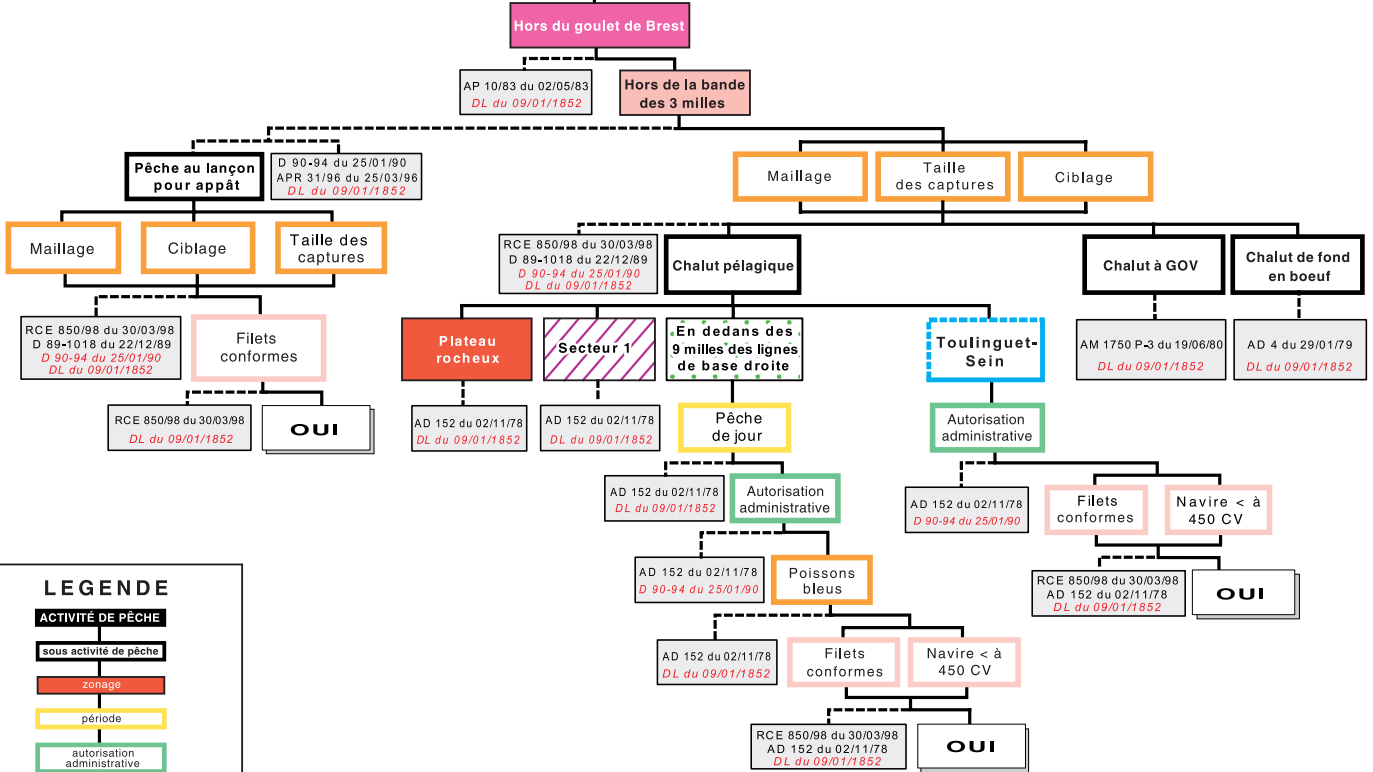 Hors du goulet de Brest
AP 10/83 du 02/05/83
DL du 09/01/1852
Hors de la bande
des 3 milles
Pêche au lançon
pour appât
D 90-94 du 25/01/90
APR 31/96 du 25/03/96
DL du 09/01/1852
Maillage
Taille
des captures
Ciblage
Maillage
Ciblage
Taille des
captures
RCE 850/98 du 30/03/98
D 89-1018 du 22/12/89
D 90-94 du 25/01/90
DL du 09/01/1852
Chalut pélagique
Chalut à GOV
Chalut de fond
en boeuf
RCE 850/98 du 30/03/98
D 89-1018 du 22/12/89
D 90-94 du 25/01/90
DL du 09/01/1852
Filets
conformes
Plateau
rocheux
Secteur 1
En dedans des
9 milles des lignes
de base droite
Toulinguet-
Sein
AM 1750 P-3 du 19/06/80
DL du 09/01/1852
AD 4 du 29/01/79
DL du 09/01/1852
RCE 850/98 du 30/03/98
DL du 09/01/1852
OUI
AD 152 du 02/11/78
DL du 09/01/1852
AD 152 du 02/11/78
DL du 09/01/1852
Pêche
de jour
Autorisation
administrative
AD 152 du 02/11/78
DL du 09/01/1852
Autorisation
administrative
AD 152 du 02/11/78
D 90-94 du 25/01/90
Filets
conformes
Navire < à
450 CV
AD 152 du 02/11/78
D 90-94 du 25/01/90
Poissons
bleus
RCE 850/98 du 30/03/98
AD 152 du 02/11/78
DL du 09/01/1852
OUI
AD 152 du 02/11/78
DL du 09/01/1852
Filets
conformes
Navire < à
450 CV
RCE 850/98 du 30/03/98
AD 152 du 02/11/78
DL du 09/01/1852
OUI
LEGENDE
ACTIVITÉ DE PÊCHE
sous activité de pêche
zonage
période
autorisation
administrative